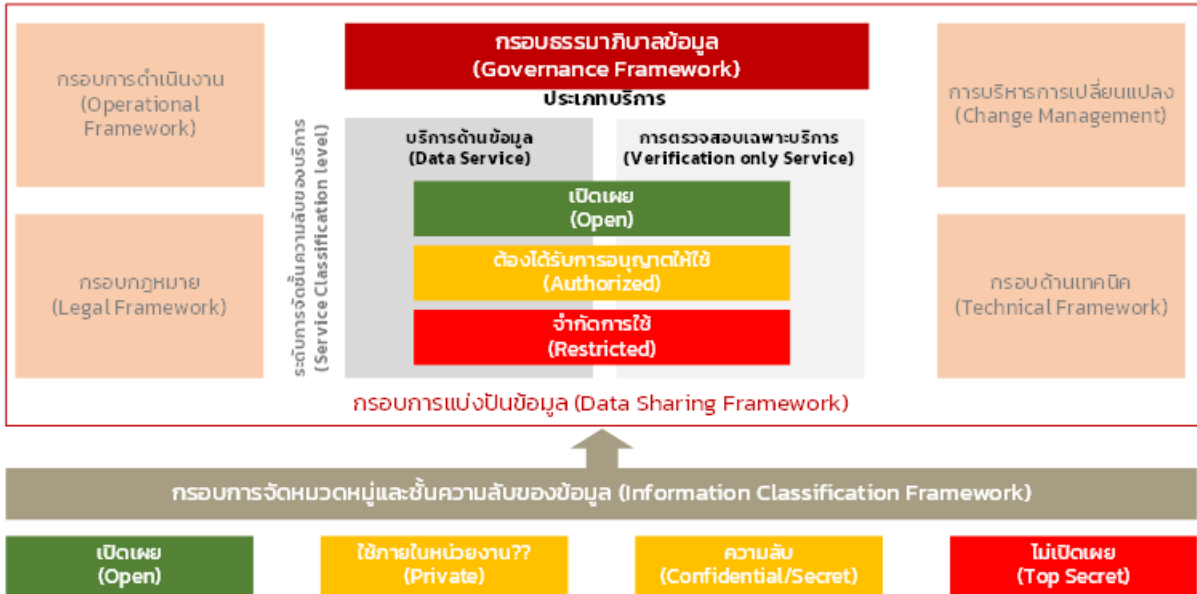 กรอบการดำเนินงาน
(Operational
Framework)
กรอบกฎหมาย
(Legal Framework)
กรอบธรรมาภิบาลข้อมูล
(Governance Framework)
ประเภทบริการ
ระดับการจัดชั้นความลับของบริการ
(Service Classification level)
บริการด้านข้อมูล
(Data Service)
การตรวจสอบเฉพาะบริการ
(Verification only Service)
เปิดเผย
(Open)
ต้องได้รับการอนุญาตให้ใช้
(Authorized)
จำกัดการใช้
(Restricted)
การบริหารการเปลี่ยนแปลง
(Change Management)
กรอบด้านเทคนิค
(Technical Framework)
กรอบการแบ่งปันข้อมูล (Data Sharing Framework)
กรอบการจัดหมวดหมู่และชั้นความลับของข้อมูล (Information Classification Framework)
เปิดเผย
(Open)
ใช้ภายในหน่วยงาน??
(Private)
ความลับ
(Confidential/Secret)
ไม่เปิดเผย
(Top Secret)